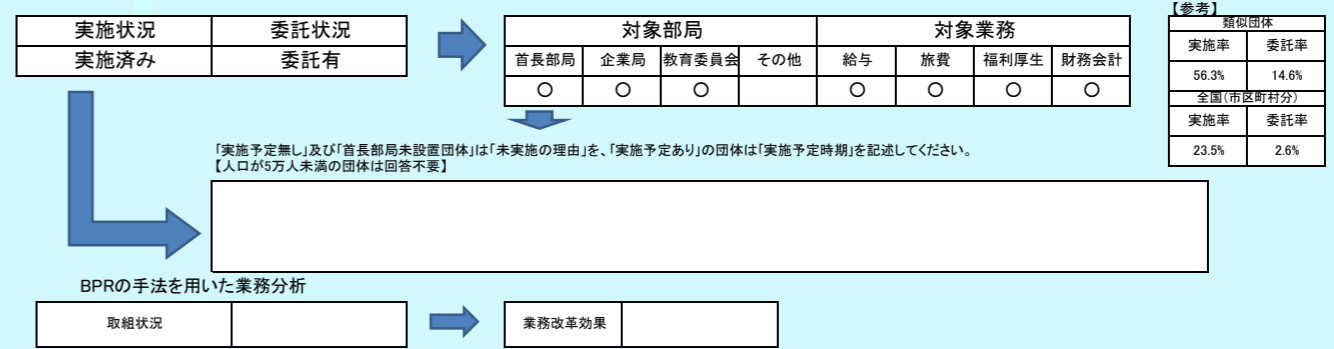 【参考】
実施状況 委託状況
実施済み 委託有
対象部局 対象業務
首長部局 企業局 教育委員会 その他 給与 旅費 福利厚生 財務会計
○ ○ ○ ○ ○ ○ ○
類似団体
実施率 委託率
56.3% 14.6%
全国(市区町村分)
実施率 委託率
23.5% 2.6%
「実施予定無し」及び「首長部局未設置団体」は「未実施の理由」を、「実施予定あり」の団体は「実施予定時期」を記述してください。
【人口が5万人未満の団体は回答不要】
BPRの手法を用いた業務分析
取組状況
業務改革効果